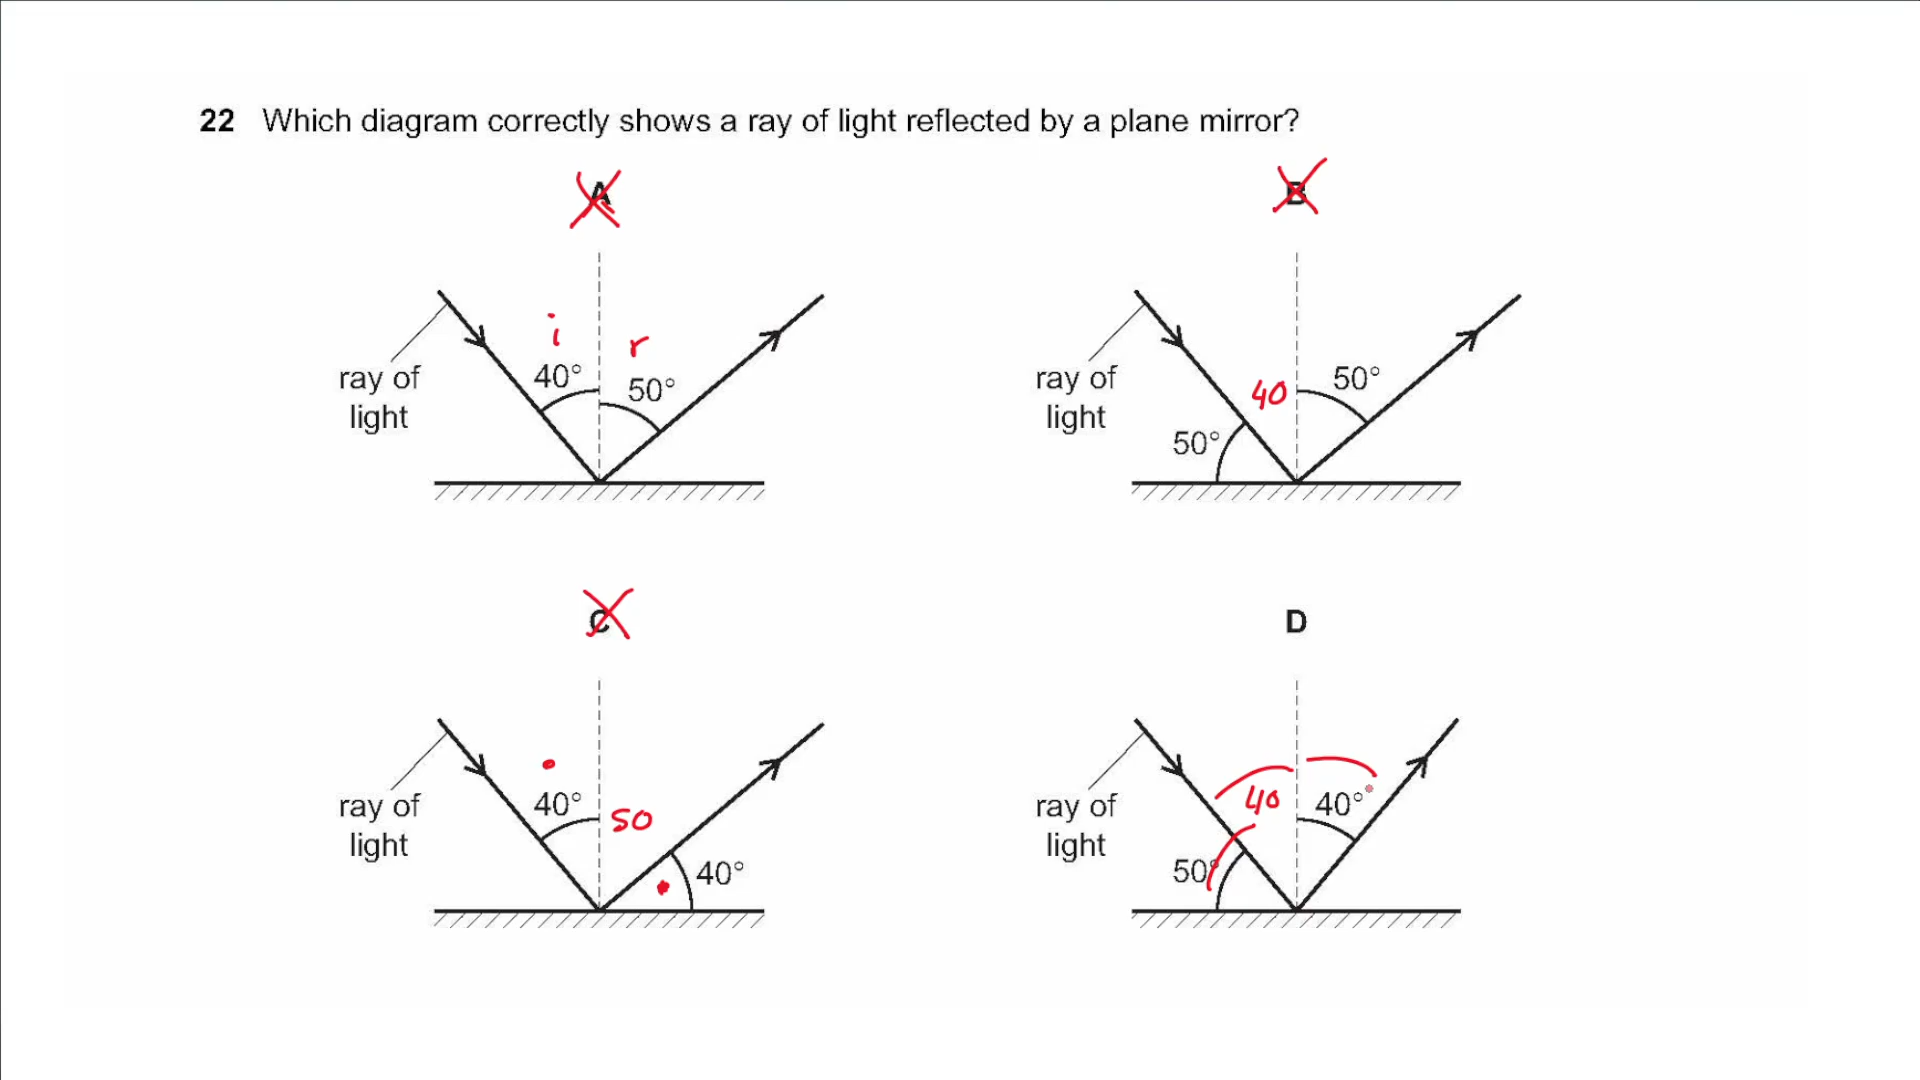 22 Which diagram correctly shows a ray of light reflected by a plane mirror?
A
B
i
r
40°
50°
ray of
light
40
50°
50°
ray of
light
C
D
40°
50
40°
ray of
light
40
40°
50°
ray of
light